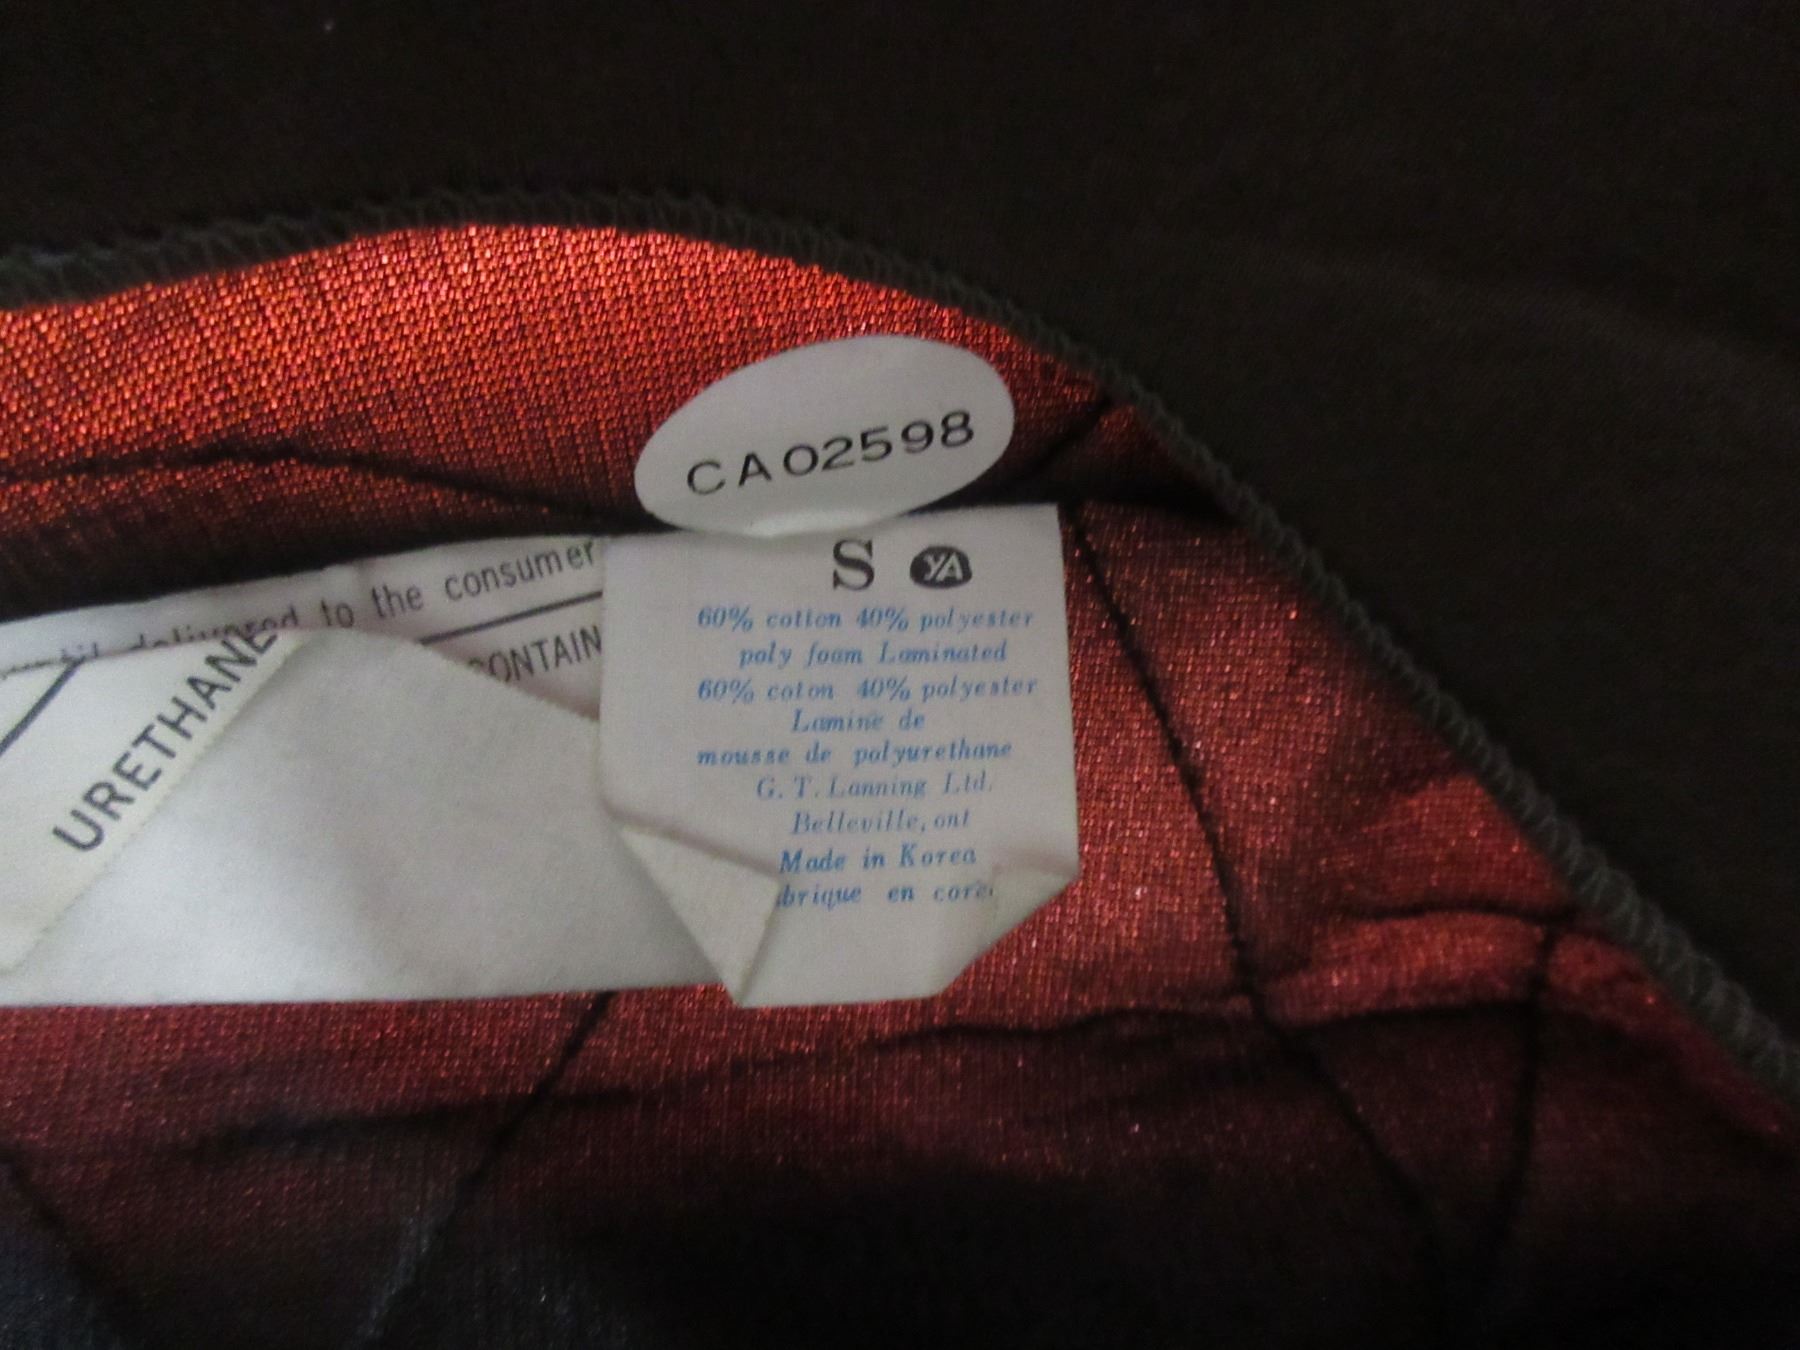 CA02598
S YA
60% cotton 40% polyester
poly foam Laminated
60% coton 40% polyester
Lamine de
mousse de polyurethane
G. T. Lanning Ltd.
Belleville, ont
Made in Korea
brique en coré
delivered to the consumer
CONTAIN
URETHANE